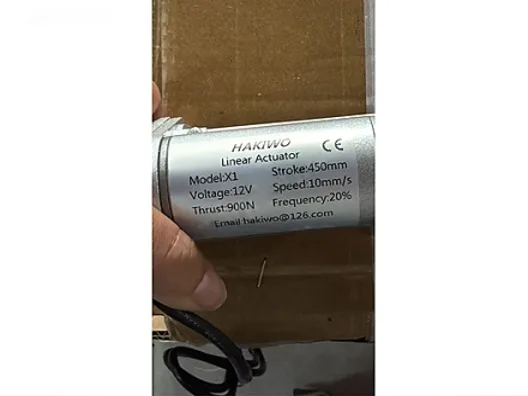 HAKIWO CE
Linear Actuator
Model:X1 Stroke:450mm
Voltage:12V Speed:10mm/s
Thrust:900N Frequency:20%
Email:hakiwo@126.com